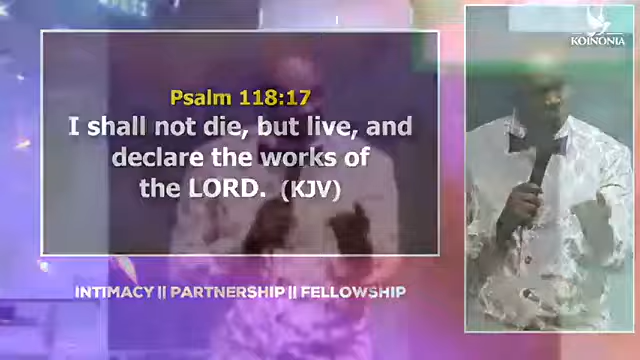 Psalm 118:17
I shall not die, but live, and
declare the works of
the LORD. (KJV)
INTIMACY || PARTNERSHIP || FELLOWSHIP
KOINONIA